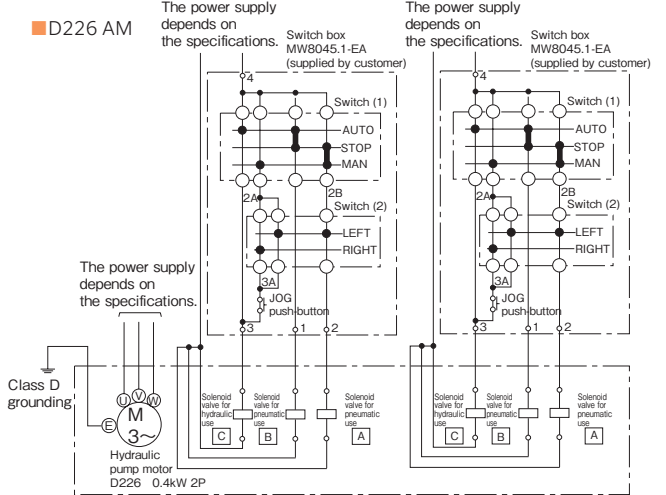 ■D226 AM
The power supply
depends on
the specifications.
Switch box
MW8045.1-EA
(supplied by customer)
4
Switch (1)
AUTO
STOP
MAN
2A
2B
Switch (2)
LEFT
RIGHT
3A
JOG
push-button
3
1
2
The power supply
depends on
the specifications.
Switch box
MW8045.1-EA
(supplied by customer)
4
Switch (1)
AUTO
STOP
MAN
2A
2B
Switch (2)
LEFT
RIGHT
3A
JOG
push-button
3
1
2
The power supply
depends on
the specifications.
Class D
grounding
U
V
W
E
M
3~
Hydraulic
pump motor
D226 0.4kW 2P
Solenoid
valve for
hydraulic
use
C
Solenoid
valve for
pneumatic
use
B
Solenoid
valve for
pneumatic
use
A
Solenoid
valve for
hydraulic
use
C
Solenoid
valve for
pneumatic
use
B
Solenoid
valve for
pneumatic
use
A